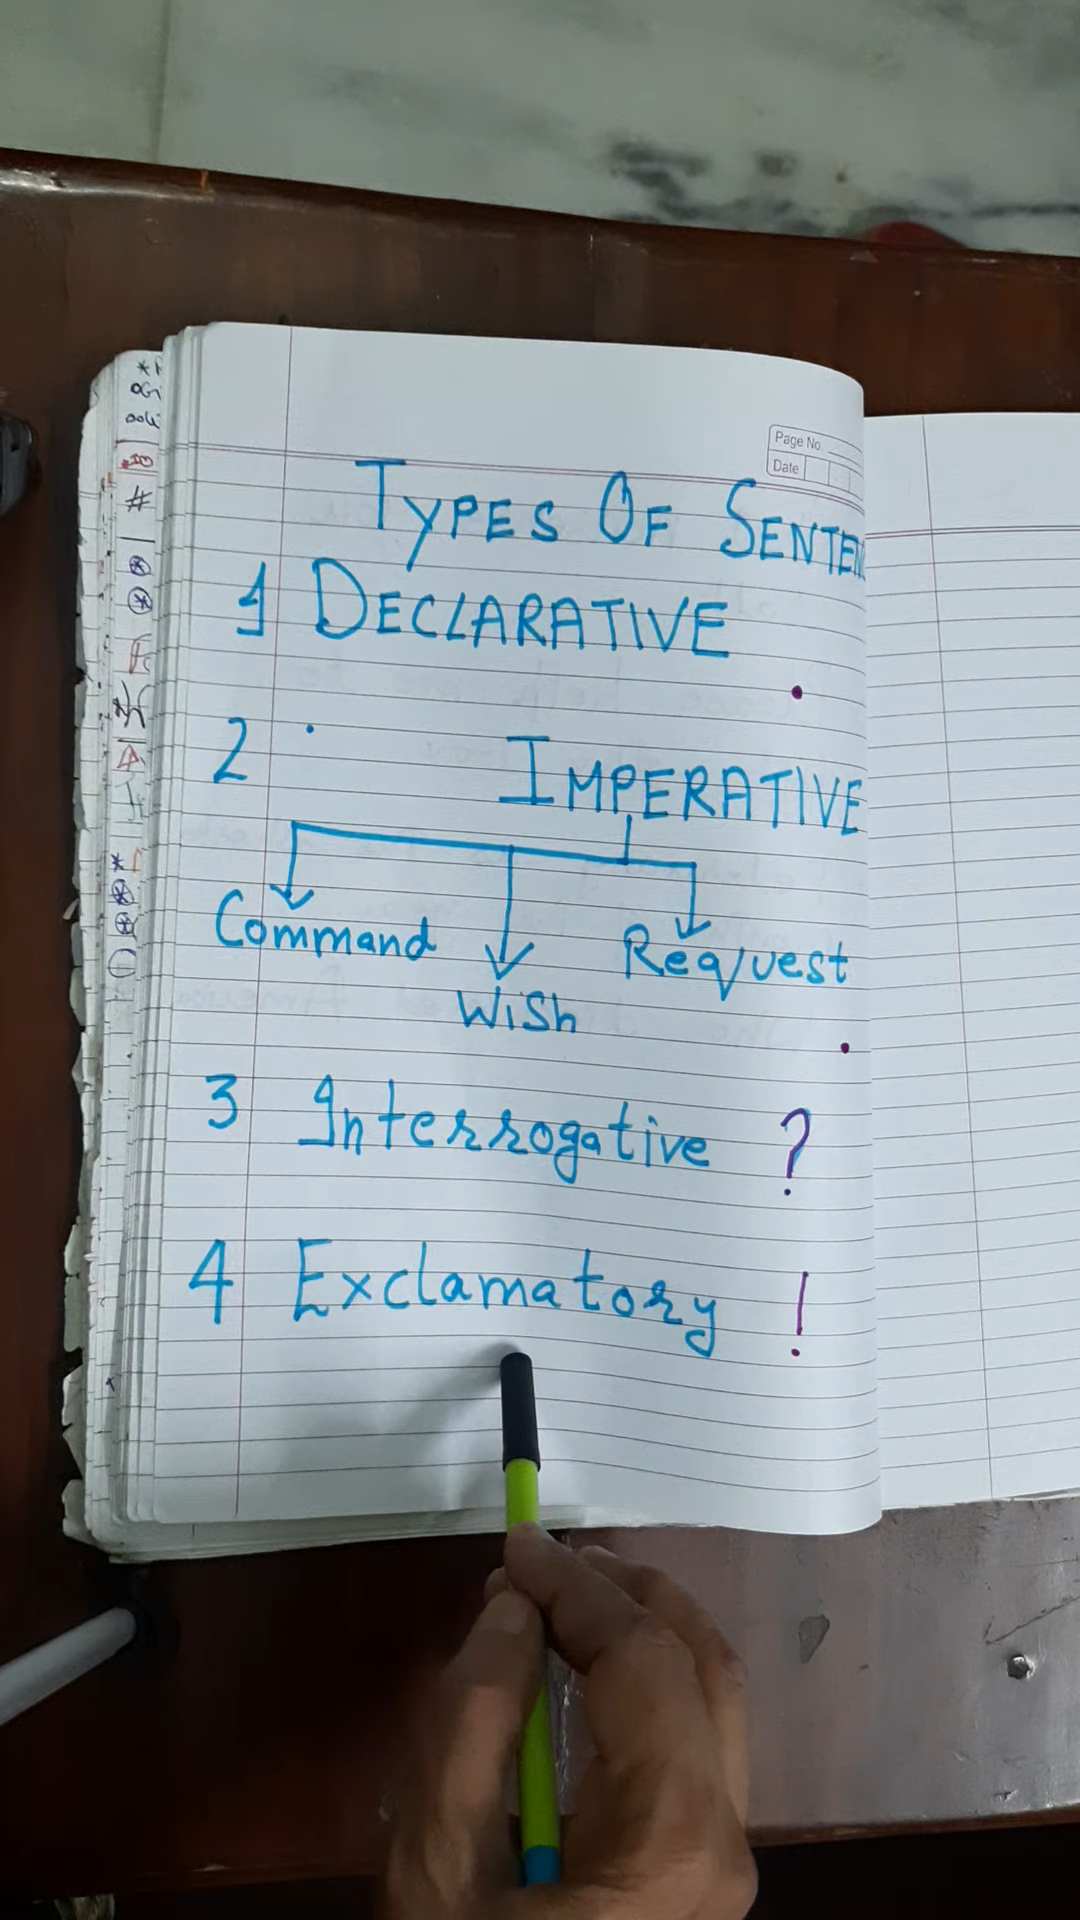 Page No.
Date
TYPES OF SENTEN
1 DECLARATIVE .
2 IMPERATIVE
Command Request
Wish
.
3 Interrogative ?
4 Exclamatory !